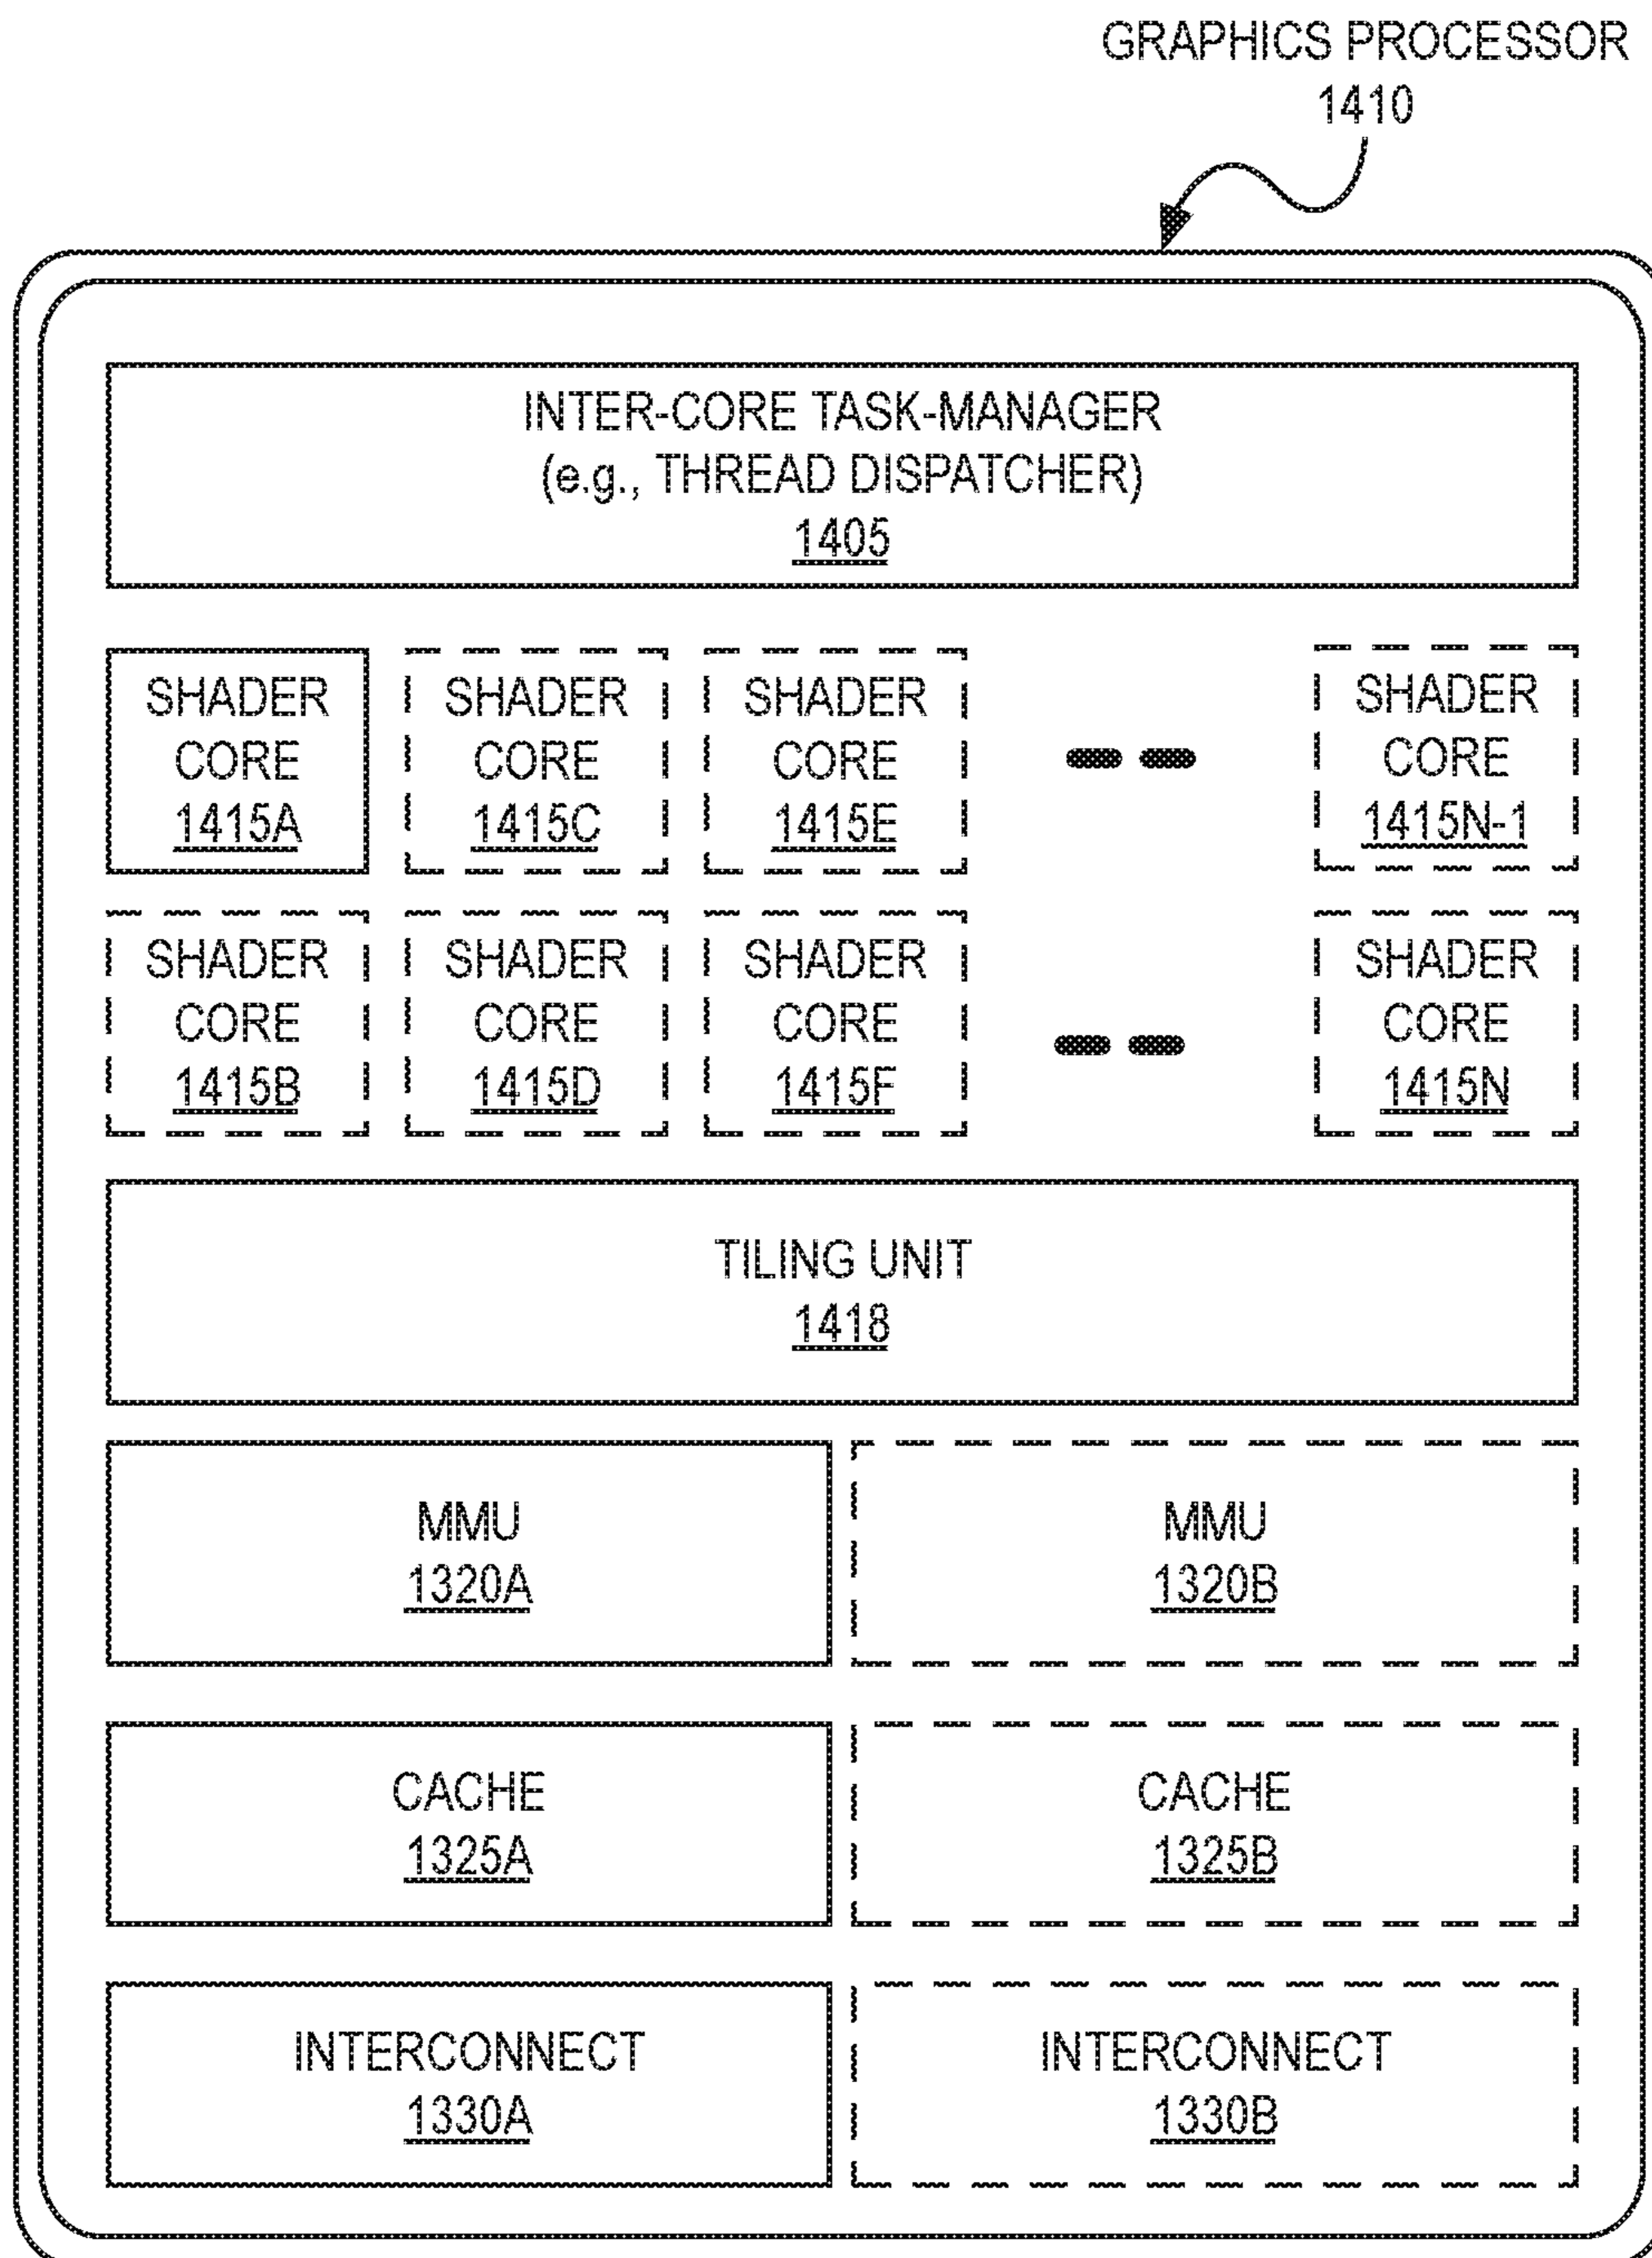 GRAPHICS PROCESSOR
1410
INTER-CORE TASK-MANAGER
(e.g., THREAD DISPATCHER)
1405
SHADER
CORE
1415A
SHADER
CORE
1415C
SHADER
CORE
1415E
SHADER
CORE
1415N-1
SHADER
CORE
1415B
SHADER
CORE
1415D
SHADER
CORE
1415F
SHADER
CORE
1415N
TILING UNIT
1418
MMU
1320A
MMU
1320B
CACHE
1325A
CACHE
1325B
INTERCONNECT
1330A
INTERCONNECT
1330B